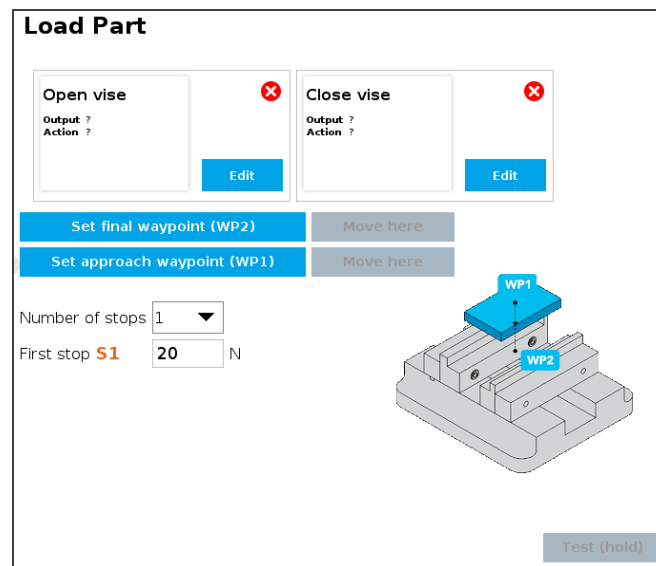 Load Part
Open vise
Output ?
Action ?
Edit
Close vise
Output ?
Action ?
Edit
Set final waypoint (WP2)
Move here
Set approach waypoint (WP1)
Move here
Number of stops 1
First stop S1 20 N
WP1
WP2
Test (hold)